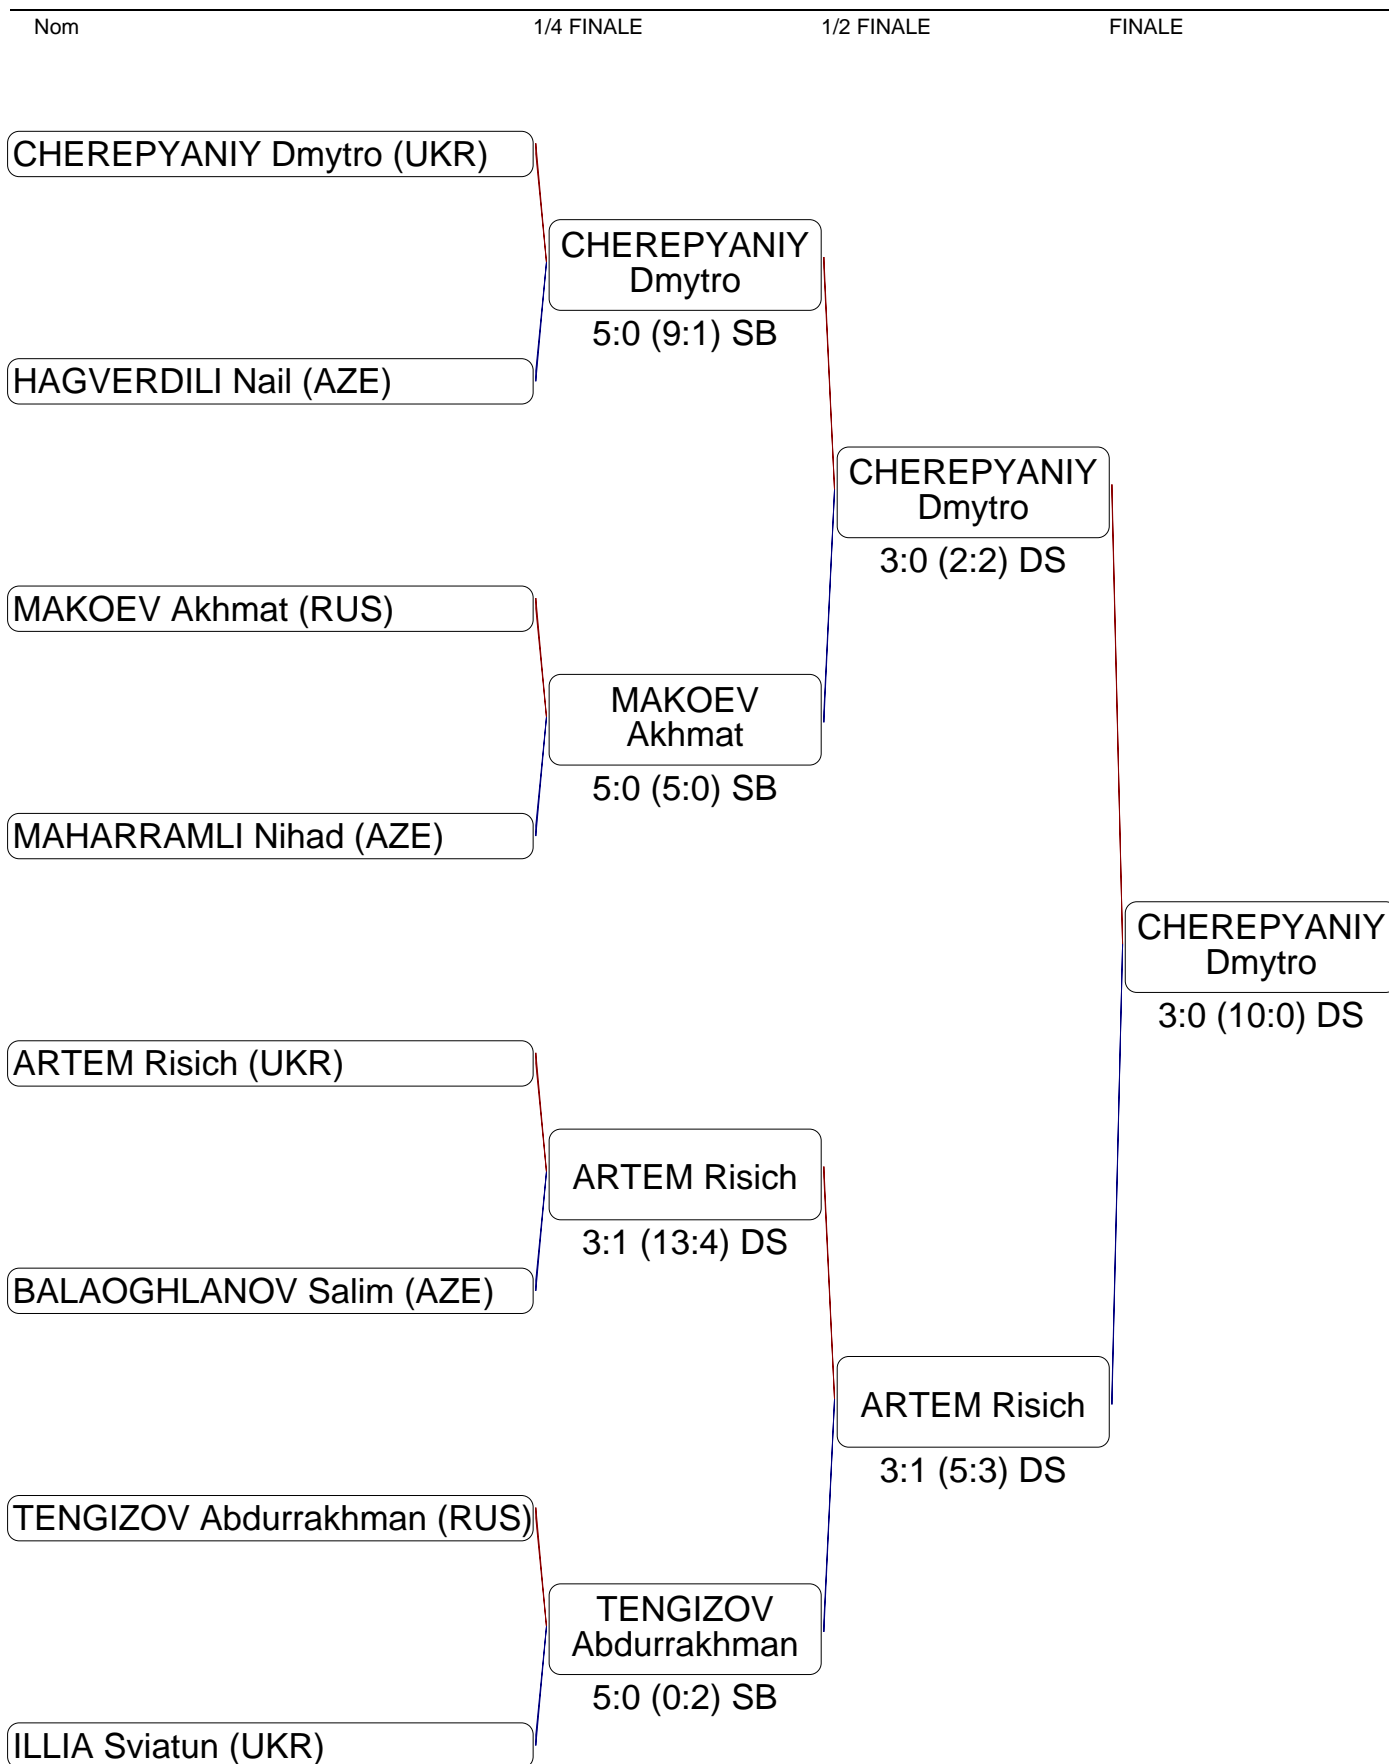 Nom 1/4 FINALE 1/2 FINALE FINALE
CHEREPYANIY Dmytro (UKR)
CHEREPYANIY
Dmytro
5:0 (9:1) SB
HAGVERDILI Nail (AZE)
CHEREPYANIY
Dmytro
3:0 (2:2) DS
MAKOEV Akhmat (RUS)
MAKOEV
Akhmat
5:0 (5:0) SB
MAHARRAMLI Nihad (AZE)
CHEREPYANIY
Dmytro
3:0 (10:0) DS
ARTEM Risich (UKR)
ARTEM Risich
3:1 (13:4) DS
BALAOGHLANOV Salim (AZE)
ARTEM Risich
3:1 (5:3) DS
TENGIZOV Abdurrakhman (RUS)
TENGIZOV
Abdurrakhman
5:0 (0:2) SB
ILLIA Sviatun (UKR)